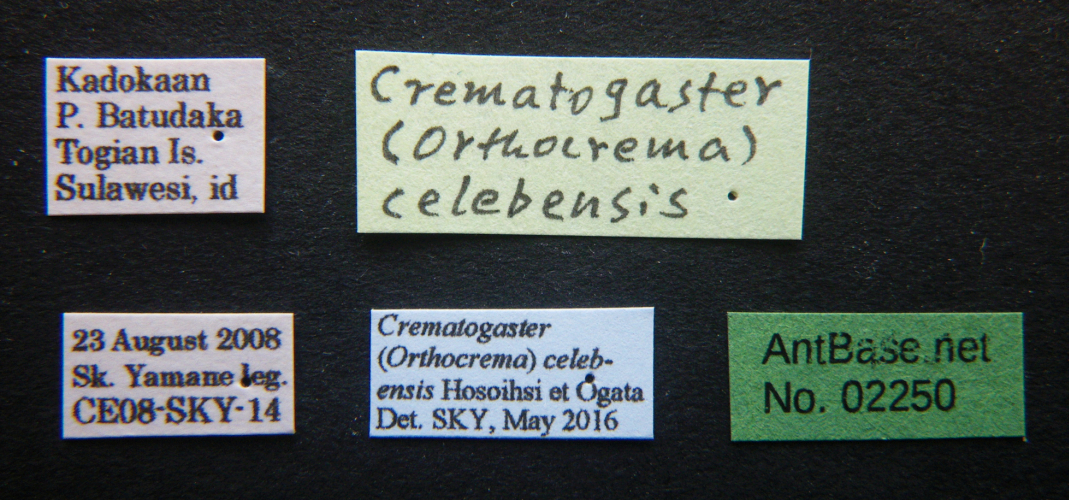 Kadokaan
P. Batudaka
Togian Is.
Sulawesi, id
Crematogaster
(Orthocrema)
celebensis
23 August 2008
Sk. Yamane leg.
CE08-SKY-14
Crematogaster
(Orthocrema) celeb-
ensis Hosoihsi et Ogata
Det. SKY, May 2016
AntBase.net
No. 02250